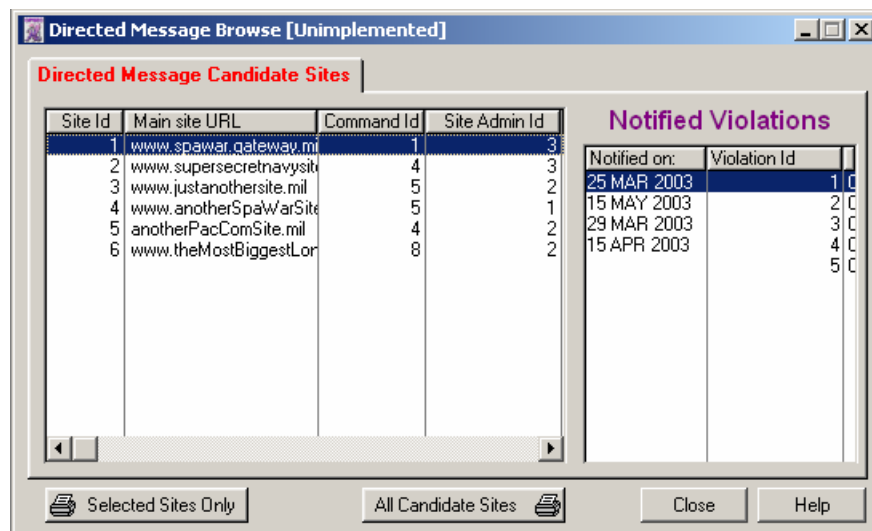 Directed Message Browse [Unimplemented]
Directed Message Candidate Sites
Site Id Main site URL Command Id Site Admin Id
1 www.spawar.gateway.mi 1 3
2 www.supersecretnavysit 4 3
3 www.justanothersite.mil 5 2
4 www.anotherSpaWarSite 5 1
5 anotherPacComSite.mil 4 2
6 www.theMostBiggestLor 8 2
Notified Violations
Notified on: Violation Id
25 MAR 2003 1
15 MAY 2003 2
29 MAR 2003 3
15 APR 2003 4
5
Selected Sites Only All Candidate Sites Close Help